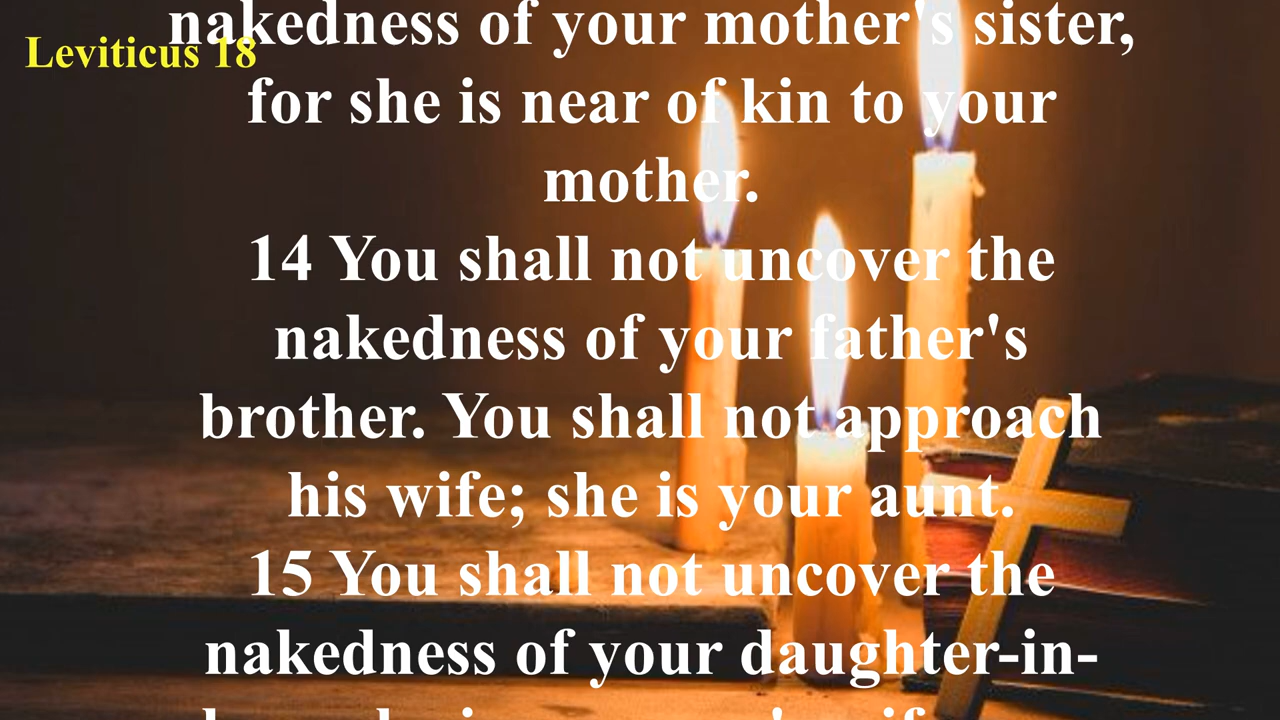 Leviticus 18
nakedness of your mother's sister,
for she is near of kin to your
mother.
14 You shall not uncover the
nakedness of your father's
brother. You shall not approach
his wife; she is your aunt.
15 You shall not uncover the
nakedness of your daughter-in-